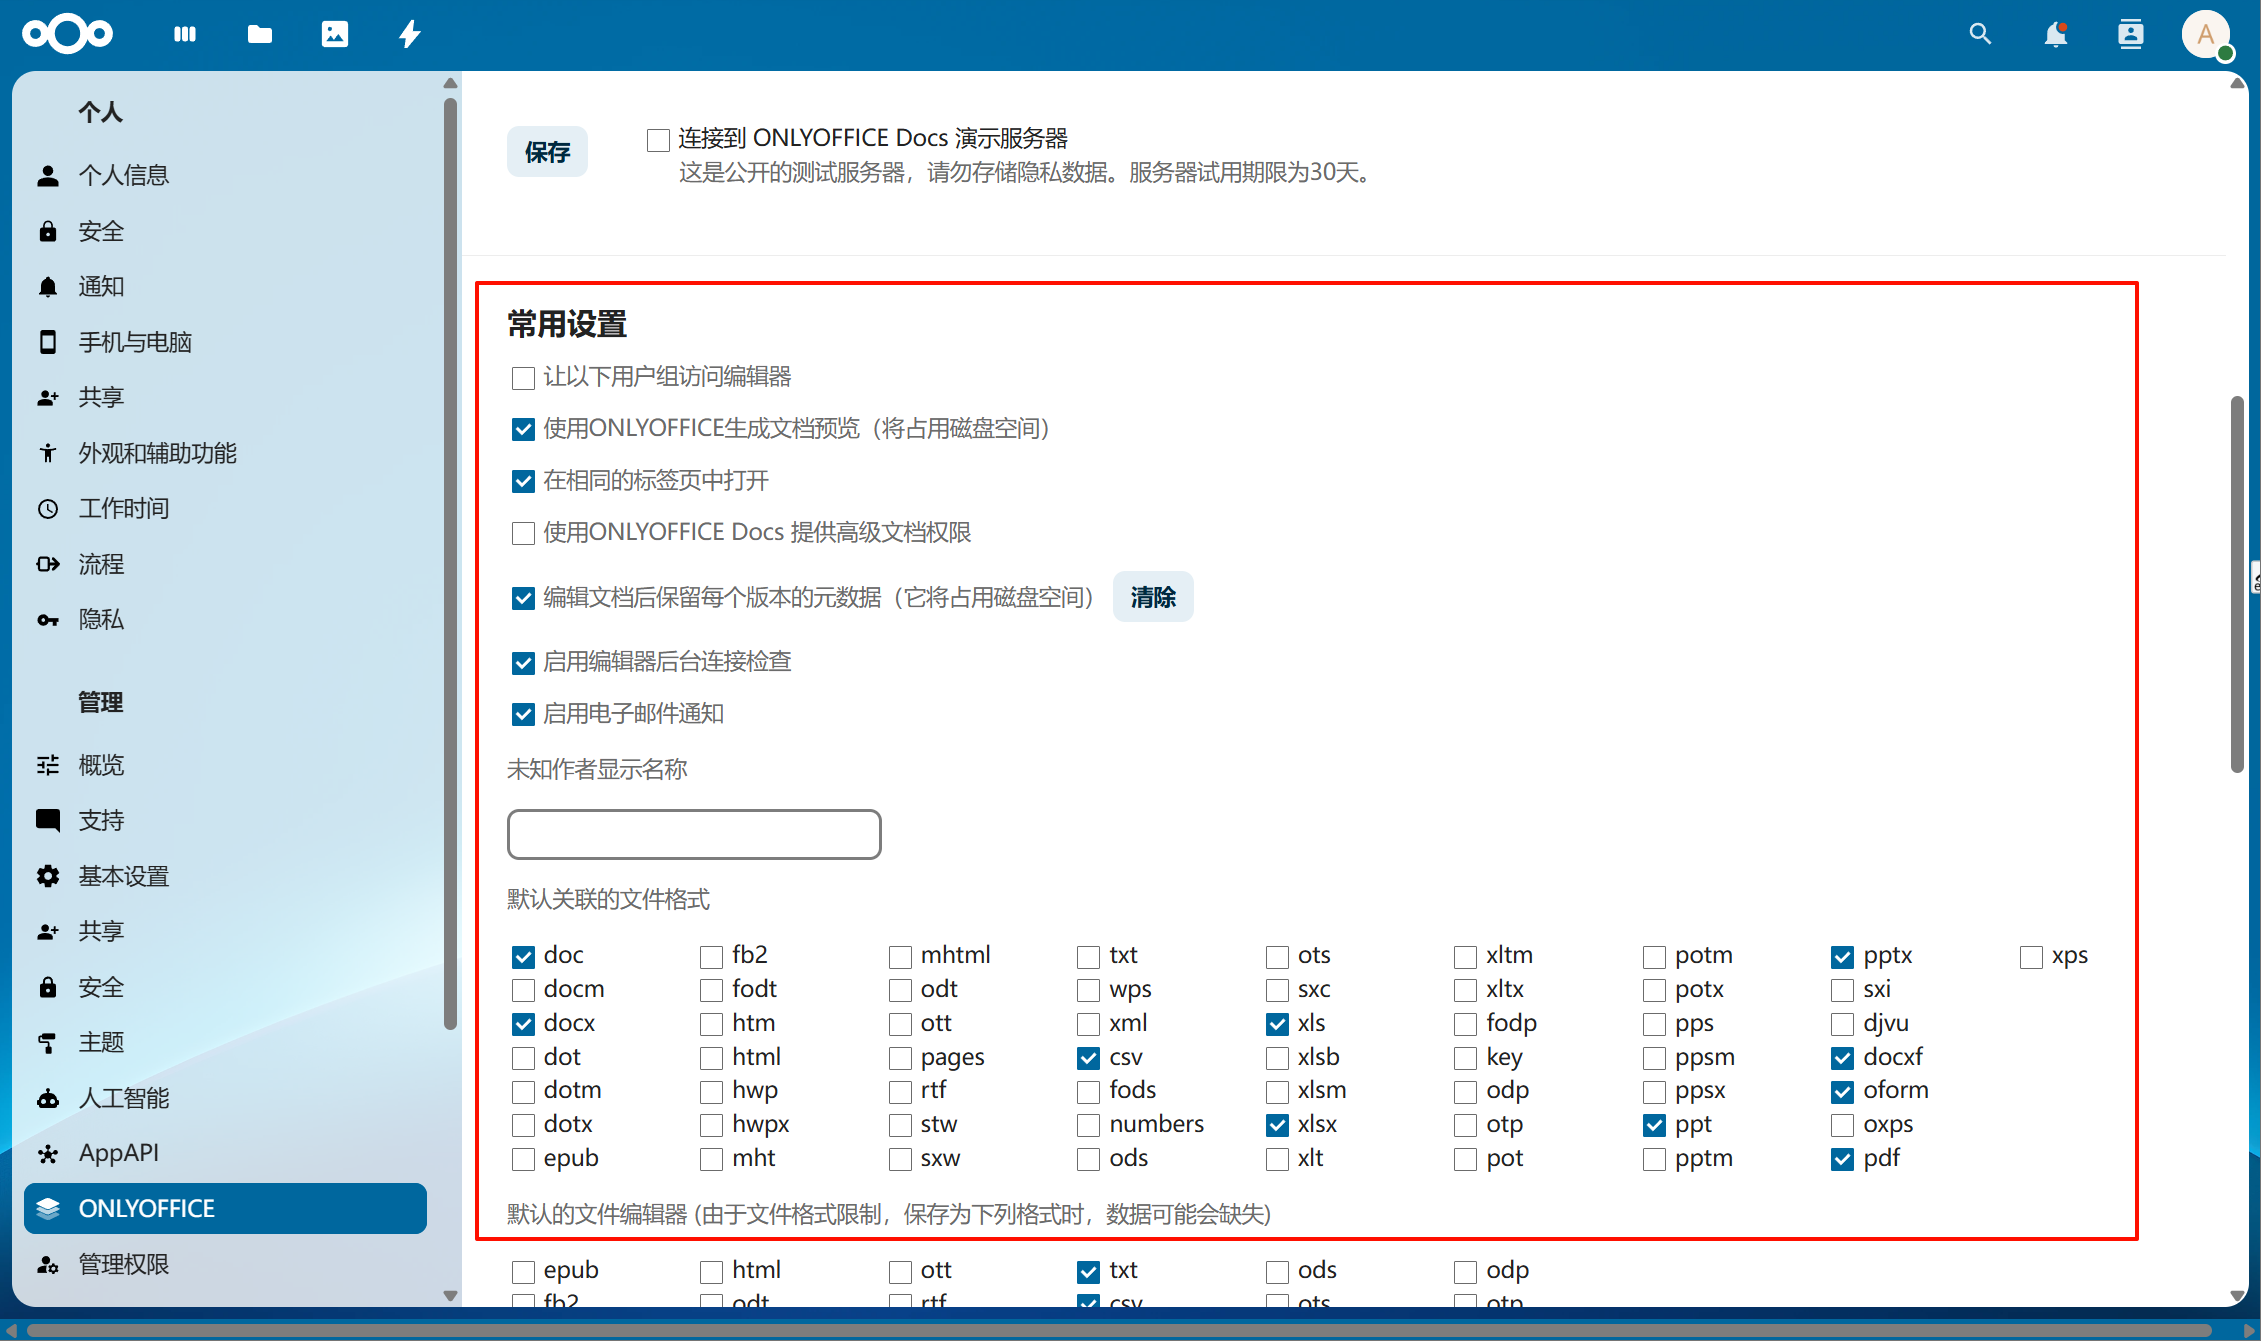 A
个人
个人信息
安全
通知
手机与电脑
共享
外观和辅助功能
工作时间
流程
隐私
管理
概览
支持
基本设置
共享
安全
主题
人工智能
AppAPI
ONLYOFFICE
管理权限
保存
连接到 ONLYOFFICE Docs 演示服务器
这是公开的测试服务器，请勿存储隐私数据。服务器试用期限为30天。
常用设置
让以下用户组访问编辑器
使用ONLYOFFICE生成文档预览（将占用磁盘空间）
在相同的标签页中打开
使用ONLYOFFICE Docs 提供高级文档权限
编辑文档后保留每个版本的元数据（它将占用磁盘空间） 清除
启用编辑器后台连接检查
启用电子邮件通知
未知作者显示名称
默认关联的文件格式
doc fb2 mhtml txt ots xltm potm pptx xps
docm fodt odt wps sxc xltx potx sxi
docx htm ott xml xls fodp pps djvu
dot html pages csv xlsb key ppsm docxf
dotm hwp rtf fods xlsm odp ppsx oform
dotx hwpx stw numbers xlsx otp ppt oxps
epub mht sxw ods xlt pot pptm pdf
默认的文件编辑器 (由于文件格式限制，保存为下列格式时，数据可能会缺失)
epub html ott txt ods odp
fb2 odt rtf csv ots otp